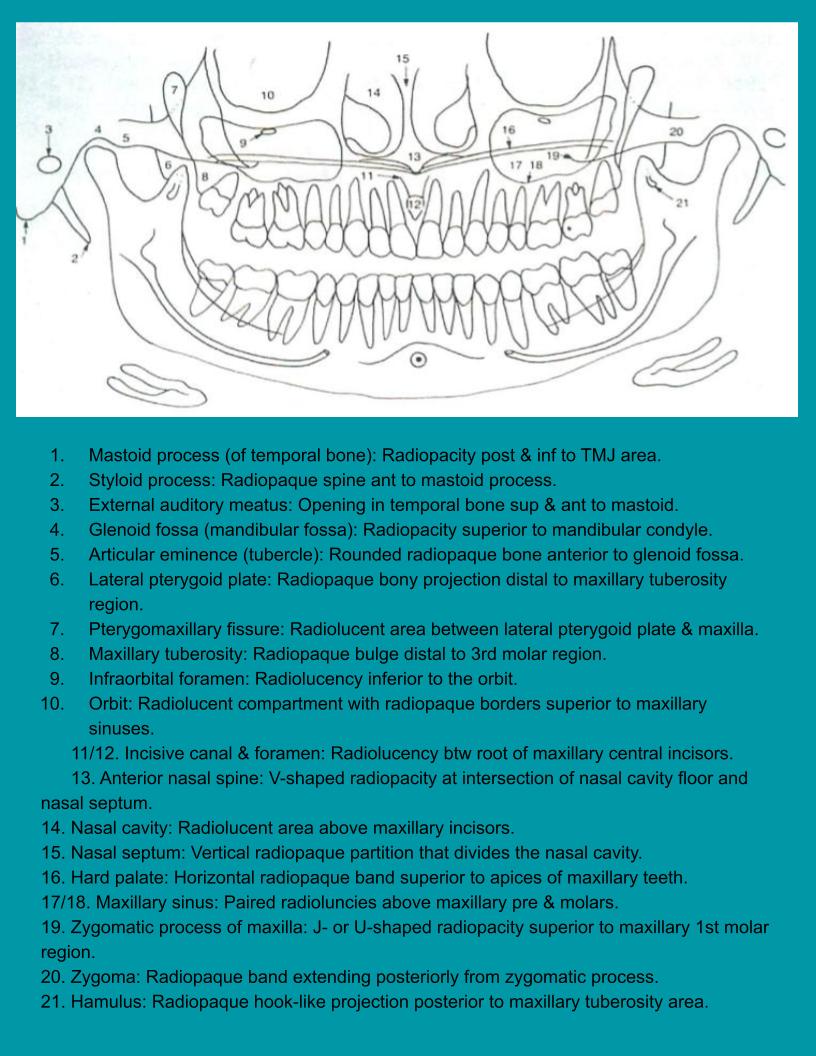 15
7
10
14
3
4
5
9
16
20
13
19
6
8
11
17 18
12
21
1
2
1. Mastoid process (of temporal bone): Radiopacity post & inf to TMJ area.
2. Styloid process: Radiopaque spine ant to mastoid process.
3. External auditory meatus: Opening in temporal bone sup & ant to mastoid.
4. Glenoid fossa (mandibular fossa): Radiopacity superior to mandibular condyle.
5. Articular eminence (tubercle): Rounded radiopaque bone anterior to glenoid fossa.
6. Lateral pterygoid plate: Radiopaque bony projection distal to maxillary tuberosity
region.
7. Pterygomaxillary fissure: Radiolucent area between lateral pterygoid plate & maxilla.
8. Maxillary tuberosity: Radiopaque bulge distal to 3rd molar region.
9. Infraorbital foramen: Radiolucency inferior to the orbit.
10. Orbit: Radiolucent compartment with radiopaque borders superior to maxillary
sinuses.
11/12. Incisive canal & foramen: Radiolucency btw root of maxillary central incisors.
13. Anterior nasal spine: V-shaped radiopacity at intersection of nasal cavity floor and
nasal septum.
14. Nasal cavity: Radiolucent area above maxillary incisors.
15. Nasal septum: Vertical radiopaque partition that divides the nasal cavity.
16. Hard palate: Horizontal radiopaque band superior to apices of maxillary teeth.
17/18. Maxillary sinus: Paired radioluncies above maxillary pre & molars.
19. Zygomatic process of maxilla: J- or U-shaped radiopacity superior to maxillary 1st molar
region.
20. Zygoma: Radiopaque band extending posteriorly from zygomatic process.
21. Hamulus: Radiopaque hook-like projection posterior to maxillary tuberosity area.